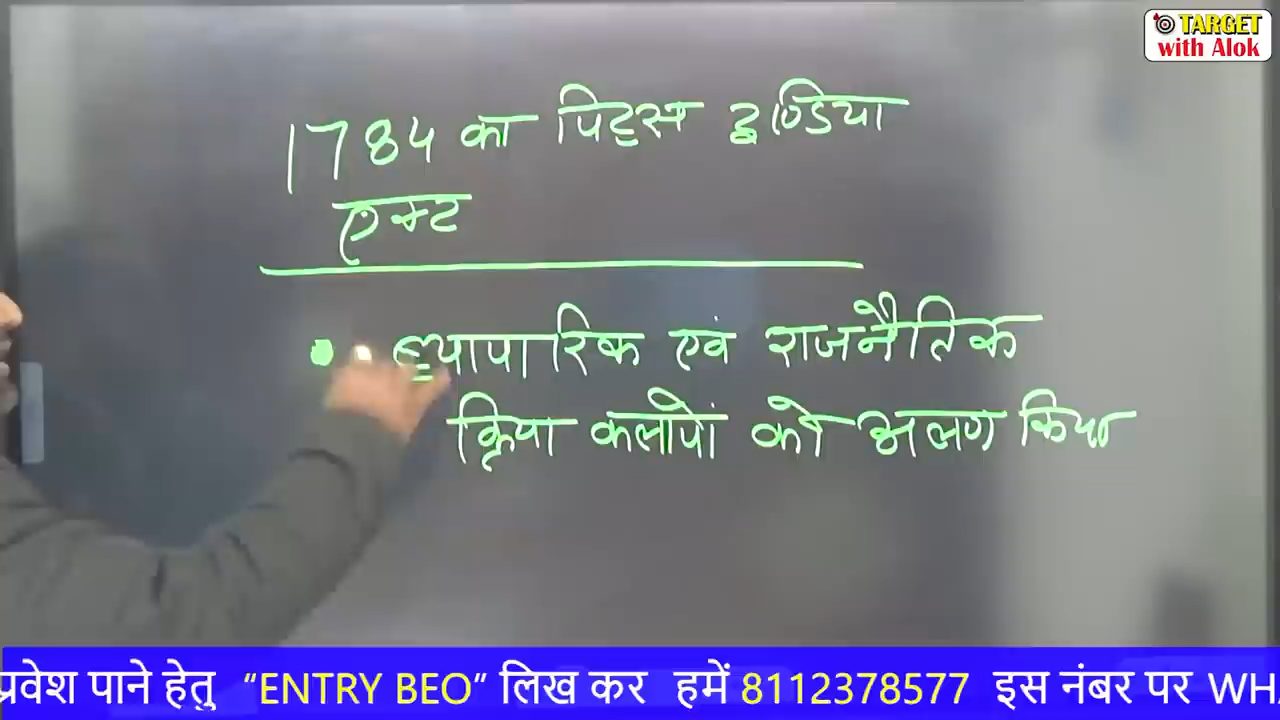 TARGET
with Alok
1784 का पिट्स इण्डिया
एक्ट
व्यापारिक एवं राजनैतिक
क्रिया कलापों को अलग किया
प्रवेश पाने हेतु "ENTRY BEO" लिख कर हमें 8112378577 इस नंबर पर WH